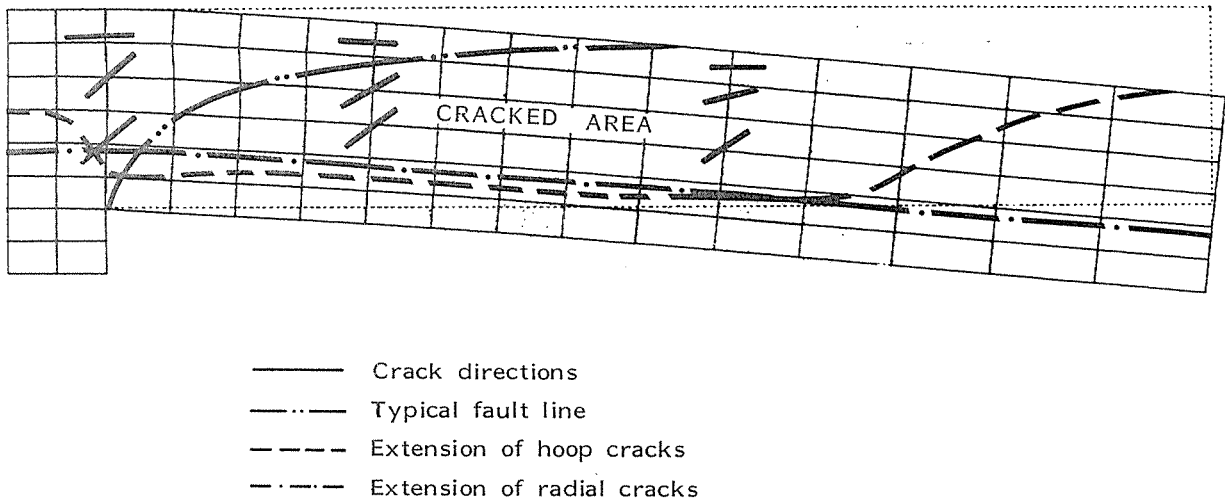 CRACKED AREA
Crack directions
Typical fault line
Extension of hoop cracks
Extension of radial cracks